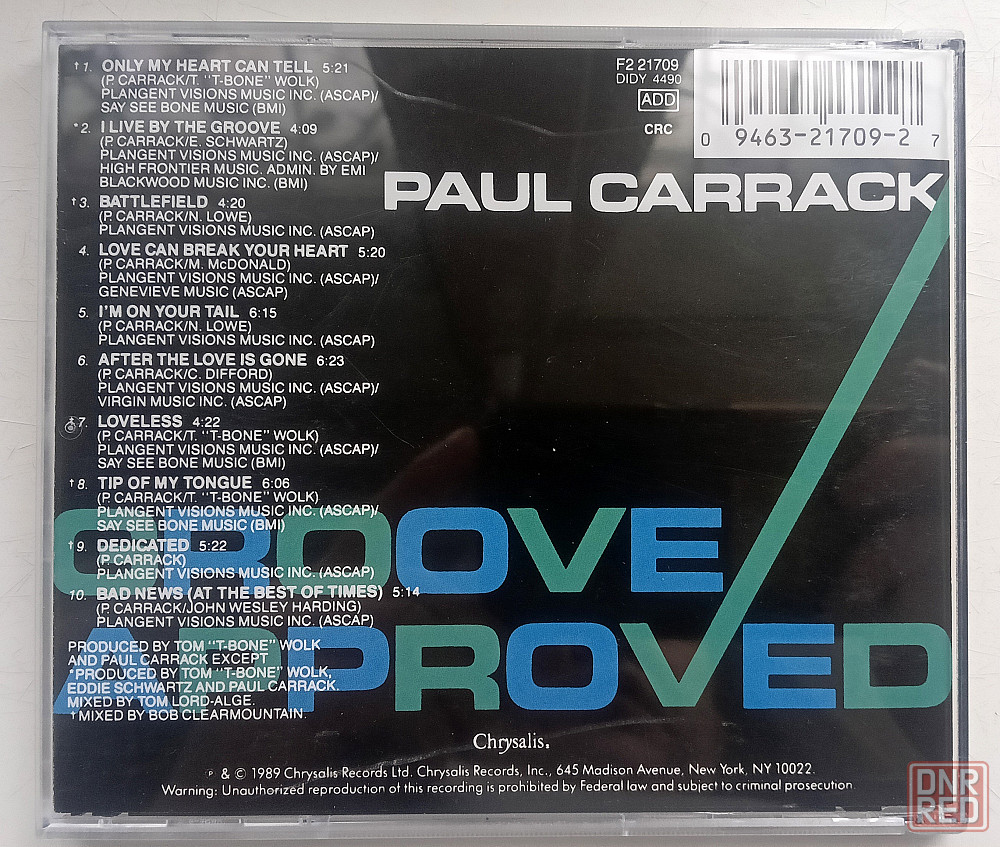 †1. ONLY MY HEART CAN TELL 5:21
(P. CARRACK/T. "T-BONE" WOLK)
PLANGENT VISIONS MUSIC INC. (ASCAP)/
SAY SEE BONE MUSIC (BMI)
*2. I LIVE BY THE GROOVE 4:09
(P. CARRACK/E. SCHWARTZ)
PLANGENT VISIONS MUSIC INC. (ASCAP)/
HIGH FRONTIER MUSIC. ADMIN. BY EMI
BLACKWOOD MUSIC INC. (BMI)
†3. BATTLEFIELD 4:20
(P. CARRACK/N. LOWE)
PLANGENT VISIONS MUSIC INC. (ASCAP)
4. LOVE CAN BREAK YOUR HEART 5:20
(P. CARRACK/M. McDONALD)
PLANGENT VISIONS MUSIC INC. (ASCAP)/
GENEVIEVE MUSIC (ASCAP)
5. I'M ON YOUR TAIL 6:15
(P. CARRACK/N. LOWE)
PLANGENT VISIONS MUSIC INC. (ASCAP)
6. AFTER THE LOVE IS GONE 6:23
(P. CARRACK/C. DIFFORD)
PLANGENT VISIONS MUSIC INC. (ASCAP)/
VIRGIN MUSIC INC. (ASCAP)
7. LOVELESS 4:22
(P. CARRACK/T. "T-BONE" WOLK)
PLANGENT VISIONS MUSIC INC. (ASCAP)/
SAY SEE BONE MUSIC (BMI)
†8. TIP OF MY TONGUE 6:06
(P. CARRACK/T. "T-BONE" WOLK)
PLANGENT VISIONS MUSIC INC. (ASCAP)/
SAY SEE BONE MUSIC (BMI)
†9. DEDICATED 5:22
(P. CARRACK)
PLANGENT VISIONS MUSIC INC. (ASCAP)
10. BAD NEWS (AT THE BEST OF TIMES) 5:14
(P. CARRACK/JOHN WESLEY HARDING)
PLANGENT VISIONS MUSIC INC. (ASCAP)
PRODUCED BY TOM "T-BONE" WOLK
AND PAUL CARRACK EXCEPT
*PRODUCED BY TOM "T-BONE" WOLK,
EDDIE SCHWARTZ AND PAUL CARRACK.
MIXED BY TOM LORD-ALGE.
†MIXED BY BOB CLEARMOUNTAIN.
F2 21709
DIDY 4490
ADD
CRC
0 9463-21709-2 7
PAUL CARRACK
GROOVE
APPROVED
Chrysalis.
℗ & © 1989 Chrysalis Records Ltd. Chrysalis Records, Inc., 645 Madison Avenue, New York, NY 10022.
Warning: Unauthorized reproduction of this recording is prohibited by Federal law and subject to criminal prosecution.
DNR
RED